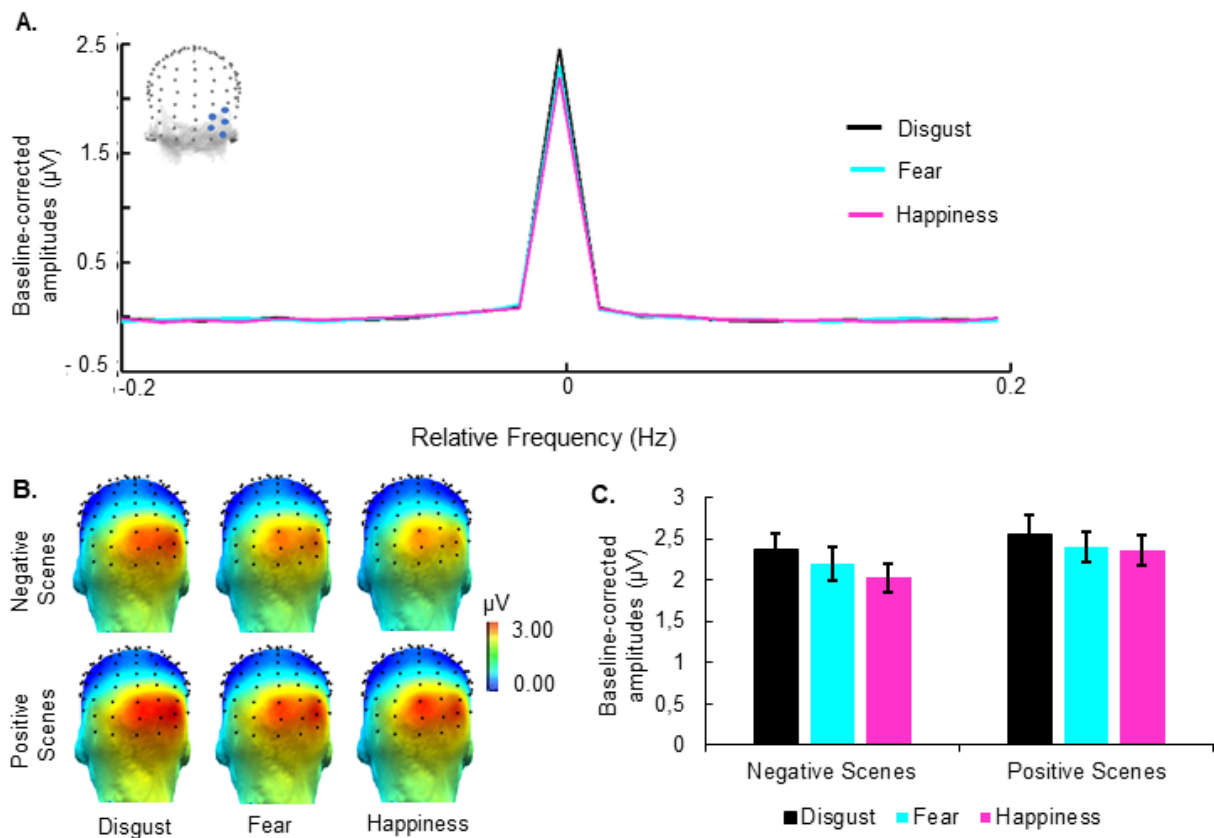 A.
2.5
1.5
0.5
- 0.5
Baseline-corrected
amplitudes (µV)
-0.2
0
0.2
Relative Frequency (Hz)
Disgust
Fear
Happiness
B.
Negative
Scenes
Positive
Scenes
µV
3.00
0.00
Disgust
Fear
Happiness
C.
3
2,5
2
1,5
1
0,5
0
Baseline-corrected
amplitudes (µV)
Negative Scenes
Positive Scenes
Disgust
Fear
Happiness